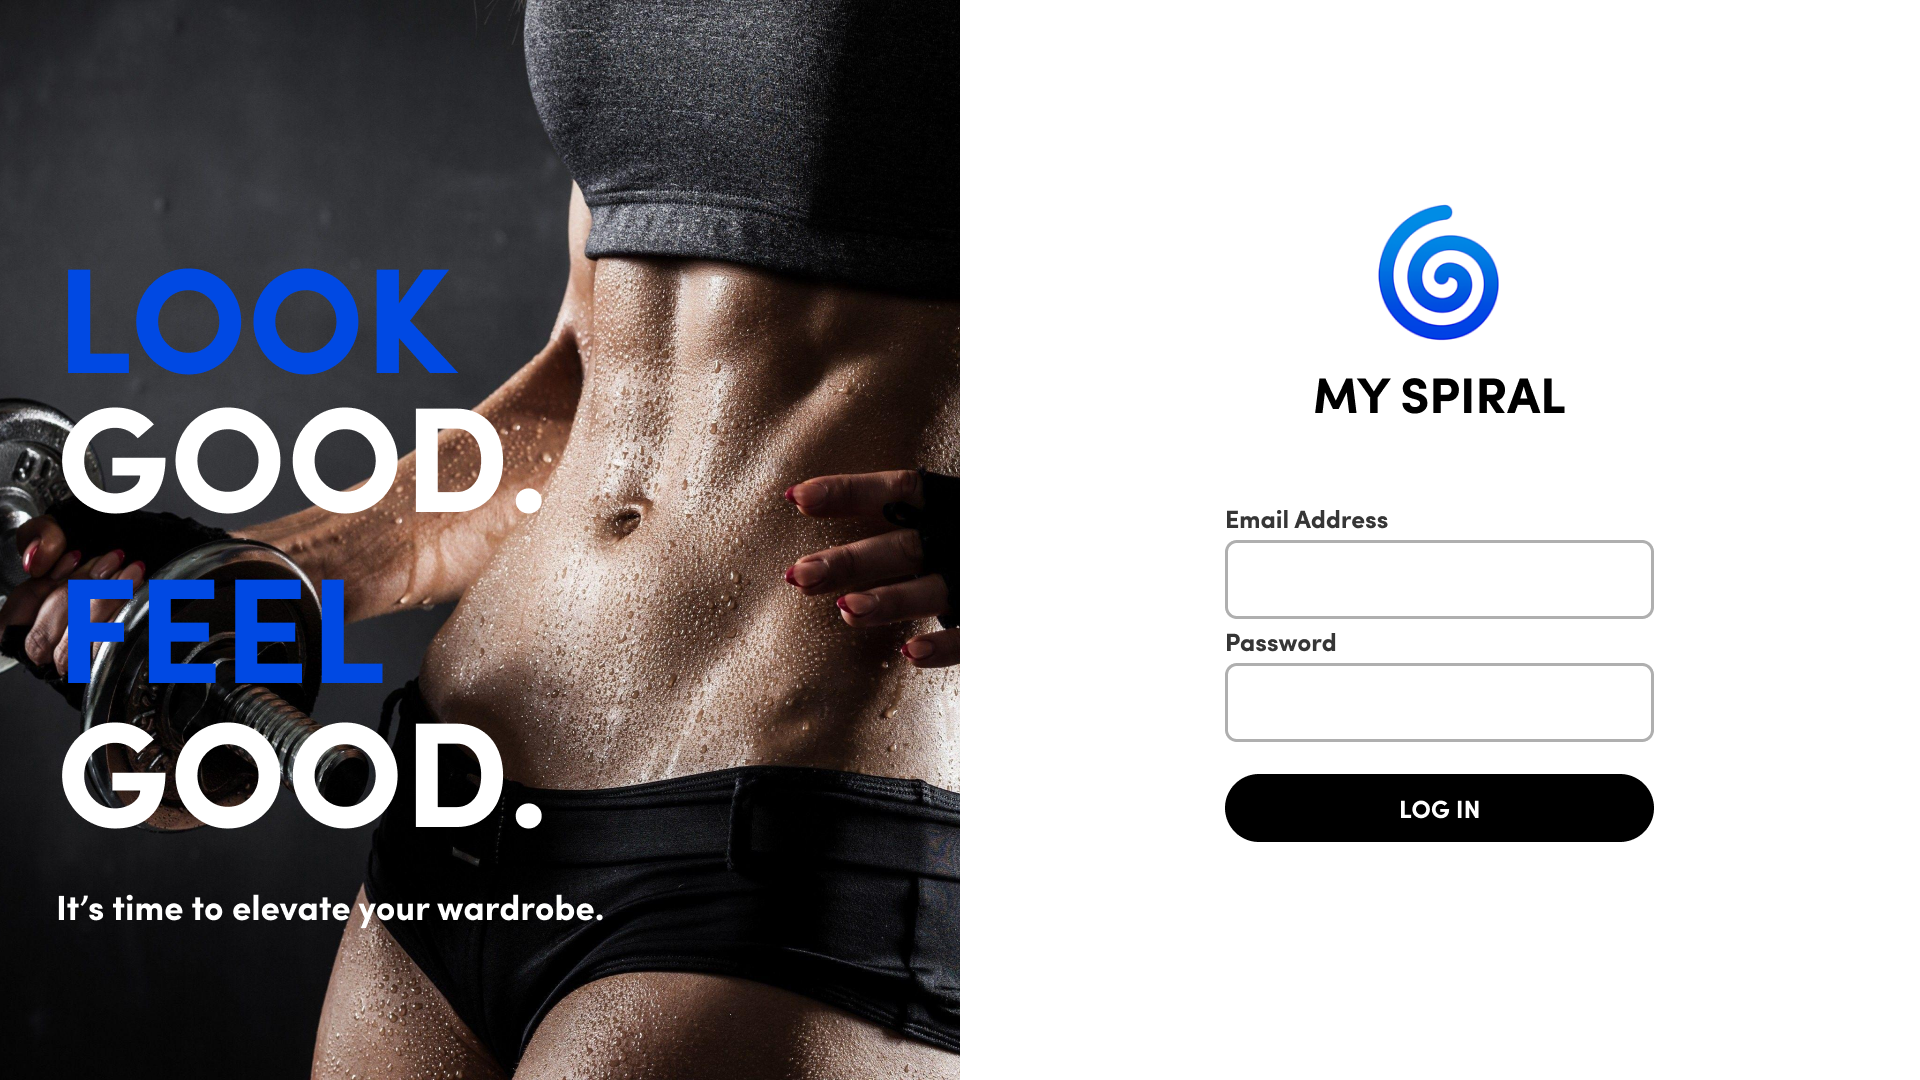 LOOK
GOOD.
FEEL
GOOD.
It’s time to elevate your wardrobe.
MY SPIRAL
Email Address
Password
LOG IN